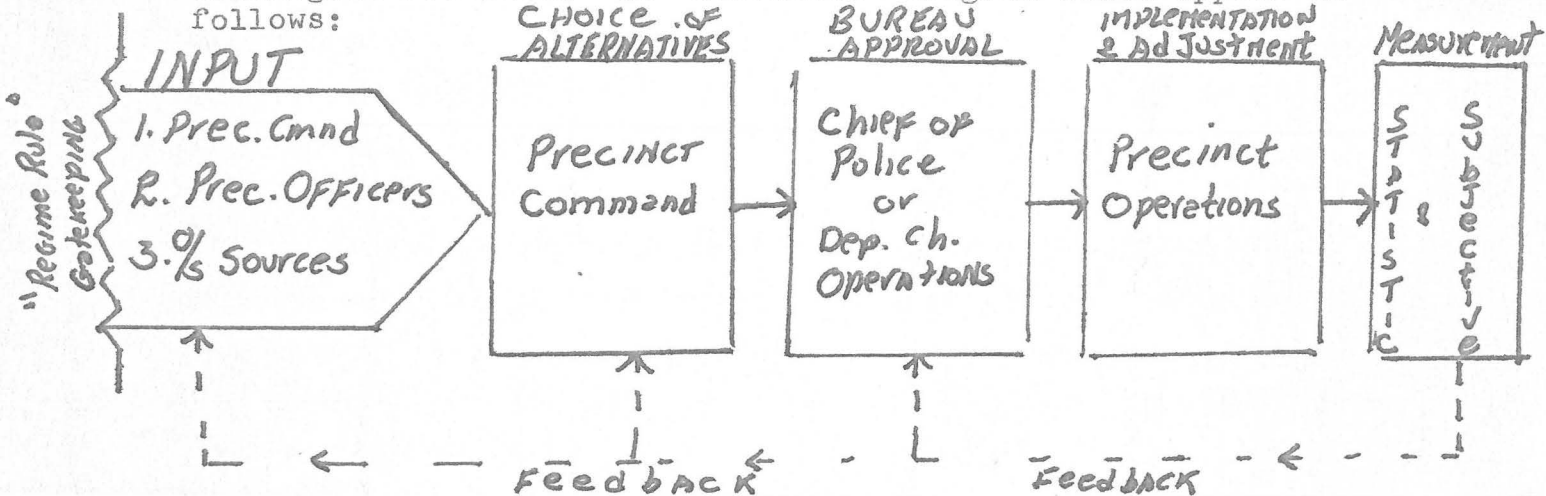 follows:
"Regime Rule"
Gatekeeping
INPUT
1. Prec. Cmnd
2. Prec. Officers
3. O/S Sources
CHOICE OF
ALTERNATIVES
Precinct
Command
BUREAU
APPROVAL
Chief of
Police
or
Dep. Ch.
Operations
IMPLEMENTATION
& AdJUSTMENT
Precinct
Operations
Measurement
STATISTIC
&
Subjective
Feedback
Feedback